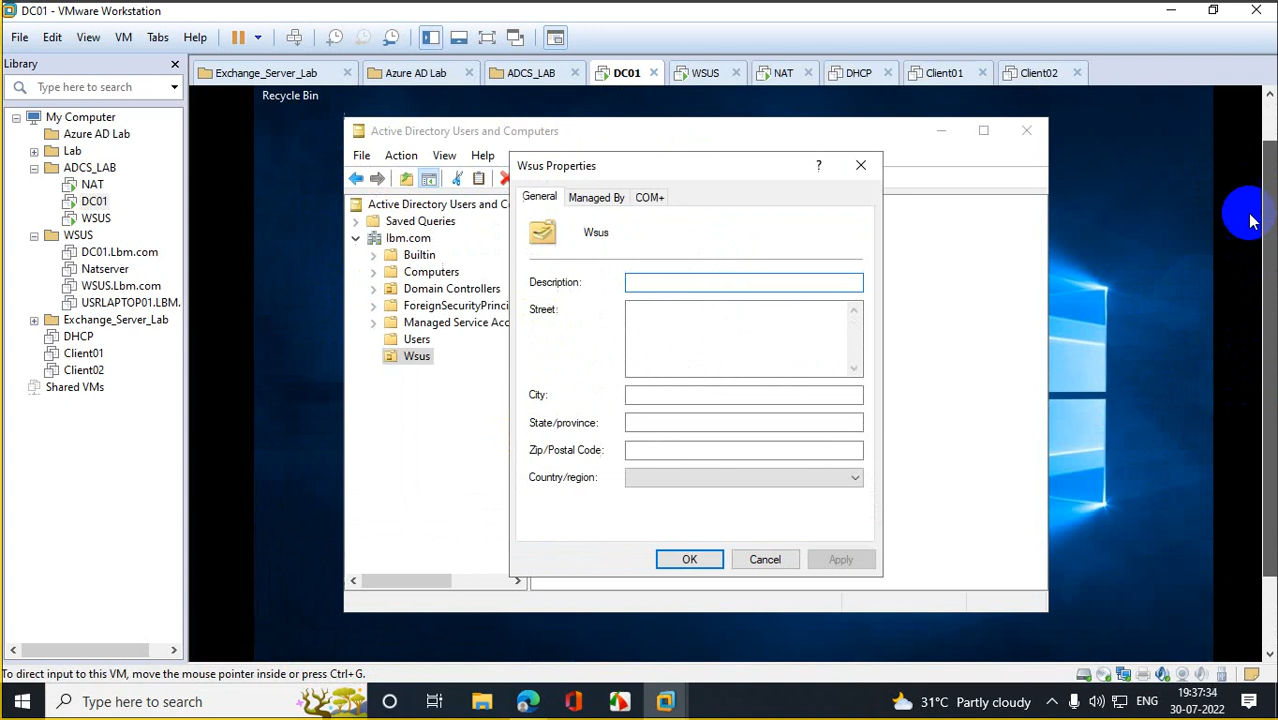 DC01 - VMware Workstation
File Edit View VM Tabs Help
Library
Type here to search
My Computer
Azure AD Lab
Lab
ADCS_LAB
NAT
DC01
WSUS
WSUS
DC01.Lbm.com
Natserver
WSUS.Lbm.com
USRLAPTOP01.LBM.
Exchange_Server_Lab
DHCP
Client01
Client02
Shared VMs
Exchange_Server_Lab Azure AD Lab ADCS_LAB DC01 WSUS NAT DHCP Client01 Client02
Recycle Bin
Active Directory Users and Computers
File Action View Help
Active Directory Users and C
Saved Queries
lbm.com
Builtin
Computers
Domain Controllers
ForeignSecurityPrinci
Managed Service Acc
Users
Wsus
Wsus Properties ?
General Managed By COM+
Wsus
Description:
Street:
City:
State/province:
Zip/Postal Code:
Country/region:
OK Cancel Apply
To direct input to this VM, move the mouse pointer inside or press Ctrl+G.
Type here to search
31°C Partly cloudy
ENG
19:37:34
30-07-2022